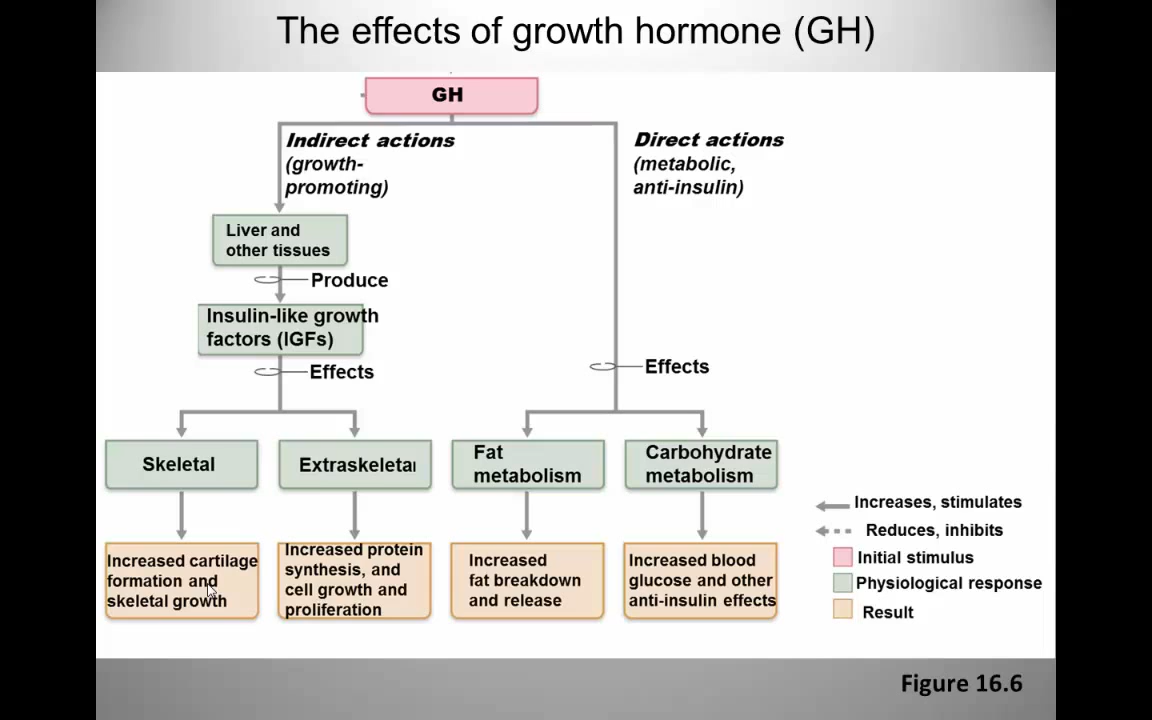 The effects of growth hormone (GH)
GH
Indirect actions
(growth-
promoting)
Direct actions
(metabolic,
anti-insulin)
Liver and
other tissues
Produce
Insulin-like growth
factors (IGFs)
Effects
Effects
Skeletal
Extraskeletal
Fat
metabolism
Carbohydrate
metabolism
Increased cartilage
formation and
skeletal growth
Increased protein
synthesis, and
cell growth and
proliferation
Increased
fat breakdown
and release
Increased blood
glucose and other
anti-insulin effects
Increases, stimulates
Reduces, inhibits
Initial stimulus
Physiological response
Result
Figure 16.6